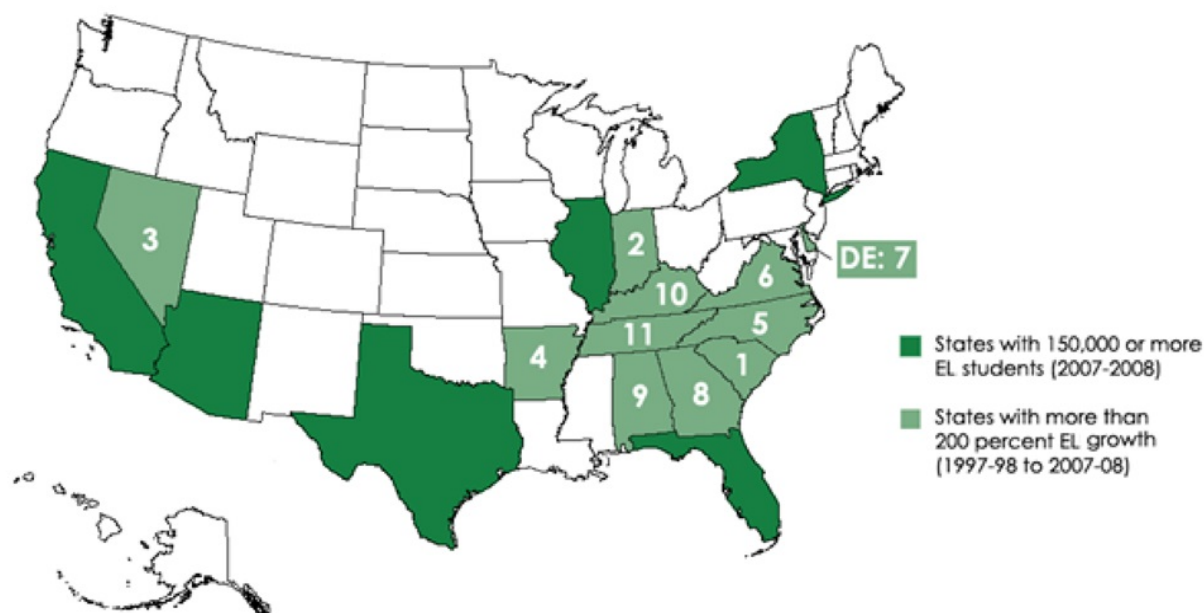 3
2
DE: 7
6
10
5
11
4
1
9
8
States with 150,000 or more
EL students (2007-2008)
States with more than
200 percent EL growth
(1997-98 to 2007-08)